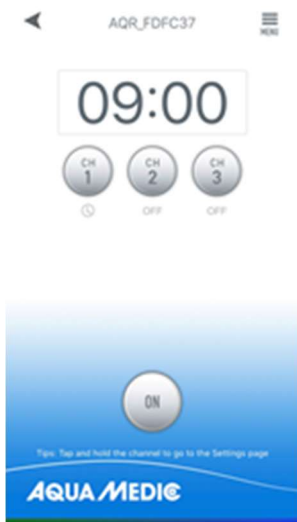 AQR_FDFC37
MENU
09:00
CH 1
CH 2
CH 3
OFF
OFF
ON
Tips: Tap and hold the channel to go to the Settings page
AQUA MEDIC